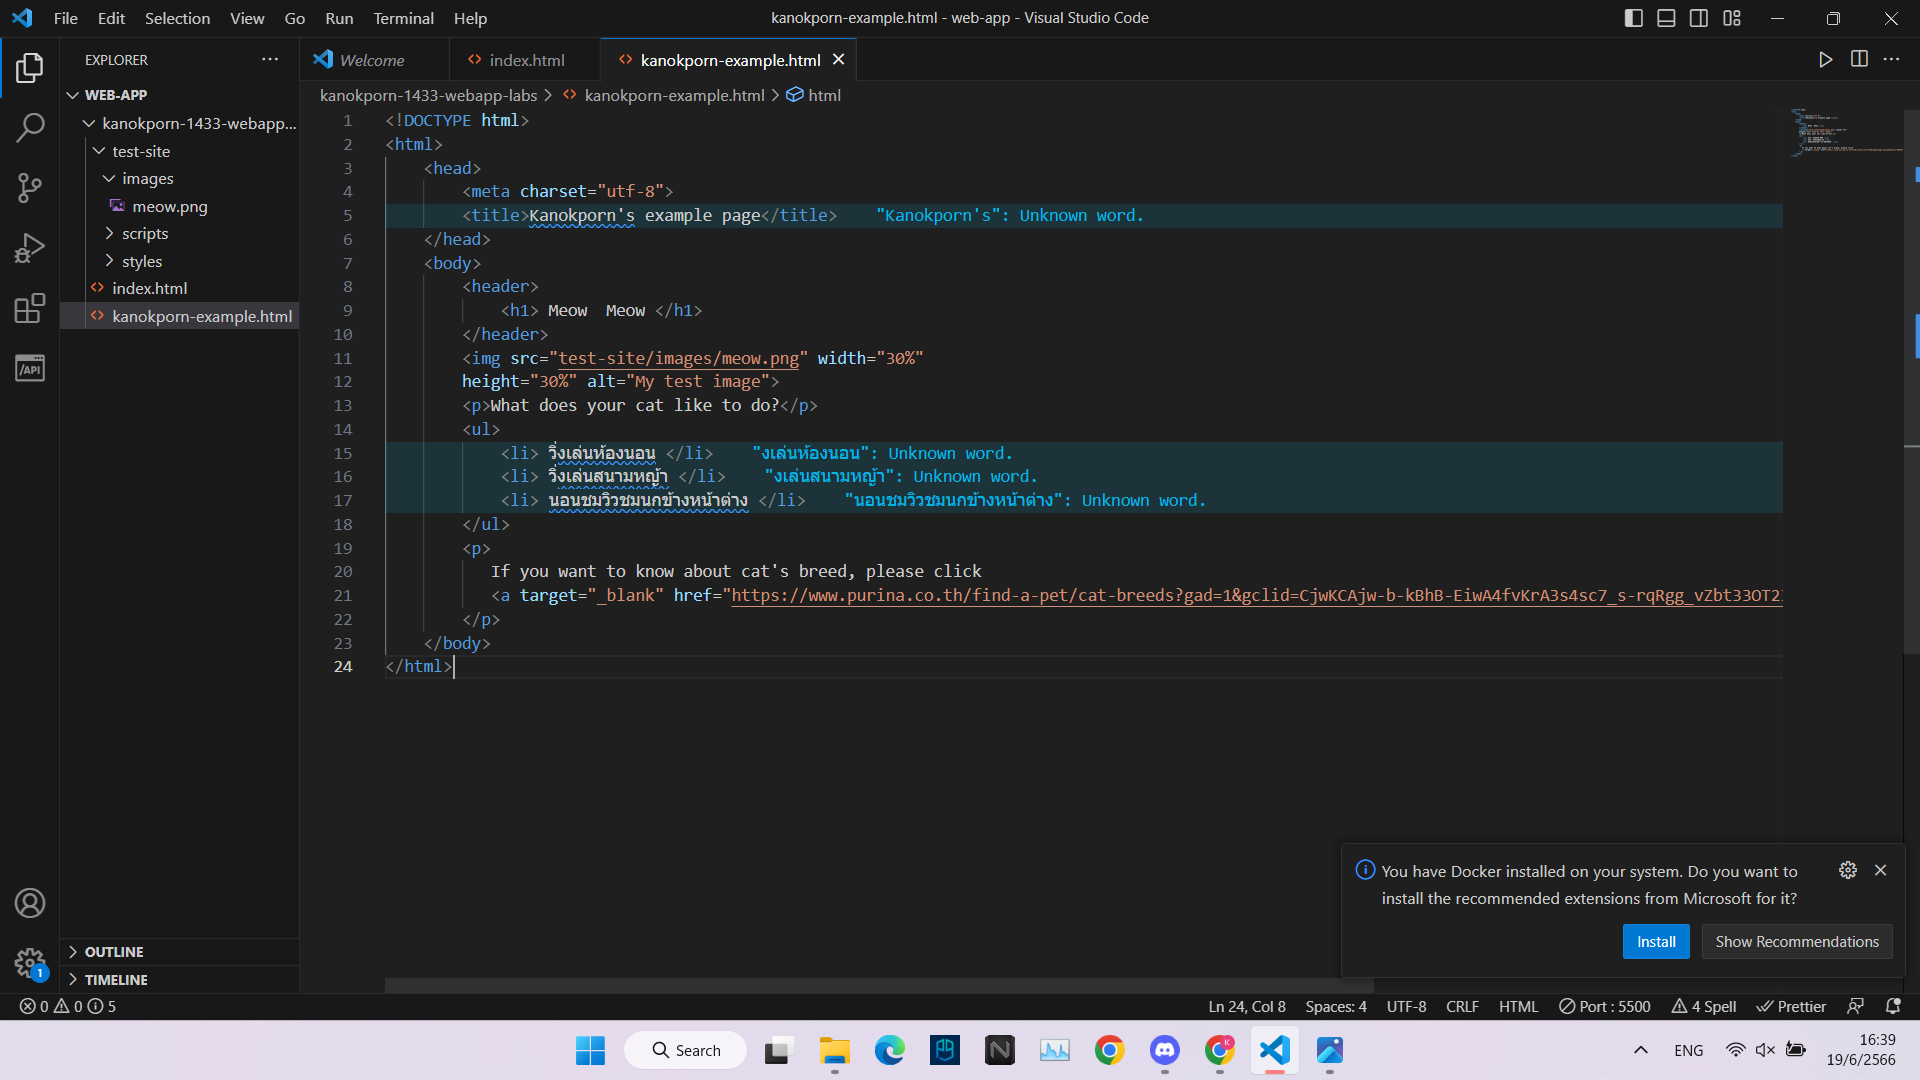 File Edit Selection View Go Run Terminal Help
kanokporn-example.html - web-app - Visual Studio Code
EXPLORER
WEB-APP
kanokporn-1433-webapp...
test-site
images
meow.png
scripts
styles
index.html
kanokporn-example.html
OUTLINE
TIMELINE
Welcome
index.html
kanokporn-example.html
kanokporn-1433-webapp-labs > kanokporn-example.html > html
1 <!DOCTYPE html>
2 <html>
3 <head>
4 <meta charset="utf-8">
5 <title>Kanokporn's example page</title> "Kanokporn's": Unknown word.
6 </head>
7 <body>
8 <header>
9 <h1> Meow  Meow </h1>
10 </header>
11 <img src="test-site/images/meow.png" width="30%"
12 height="30%" alt="My test image">
13 <p>What does your cat like to do?</p>
14 <ul>
15 <li> วิ่งเล่นห้องนอน </li> "งเล่นห้องนอน": Unknown word.
16 <li> วิ่งเล่นสนามหญ้า </li> "งเล่นสนามหญ้า": Unknown word.
17 <li> นอนชมวิวชมนกข้างหน้าต่าง </li> "นอนชมวิวชมนกข้างหน้าต่าง": Unknown word.
18 </ul>
19 <p>
20 If you want to know about cat's breed, please click
21 <a target="_blank" href="https://www.purina.co.th/find-a-pet/cat-breeds?gad=1&gclid=CjwKCAjw-b-kBhB-EiwA4fvKrA3s4sc7_s-rqRgg_vZbt33OT2
22 </p>
23 </body>
24 </html>
You have Docker installed on your system. Do you want to
install the recommended extensions from Microsoft for it?
Install
Show Recommendations
0 0 5
Ln 24, Col 8 Spaces: 4 UTF-8 CRLF HTML Port : 5500 4 Spell Prettier
1
Search
ENG
16:39
19/6/2566